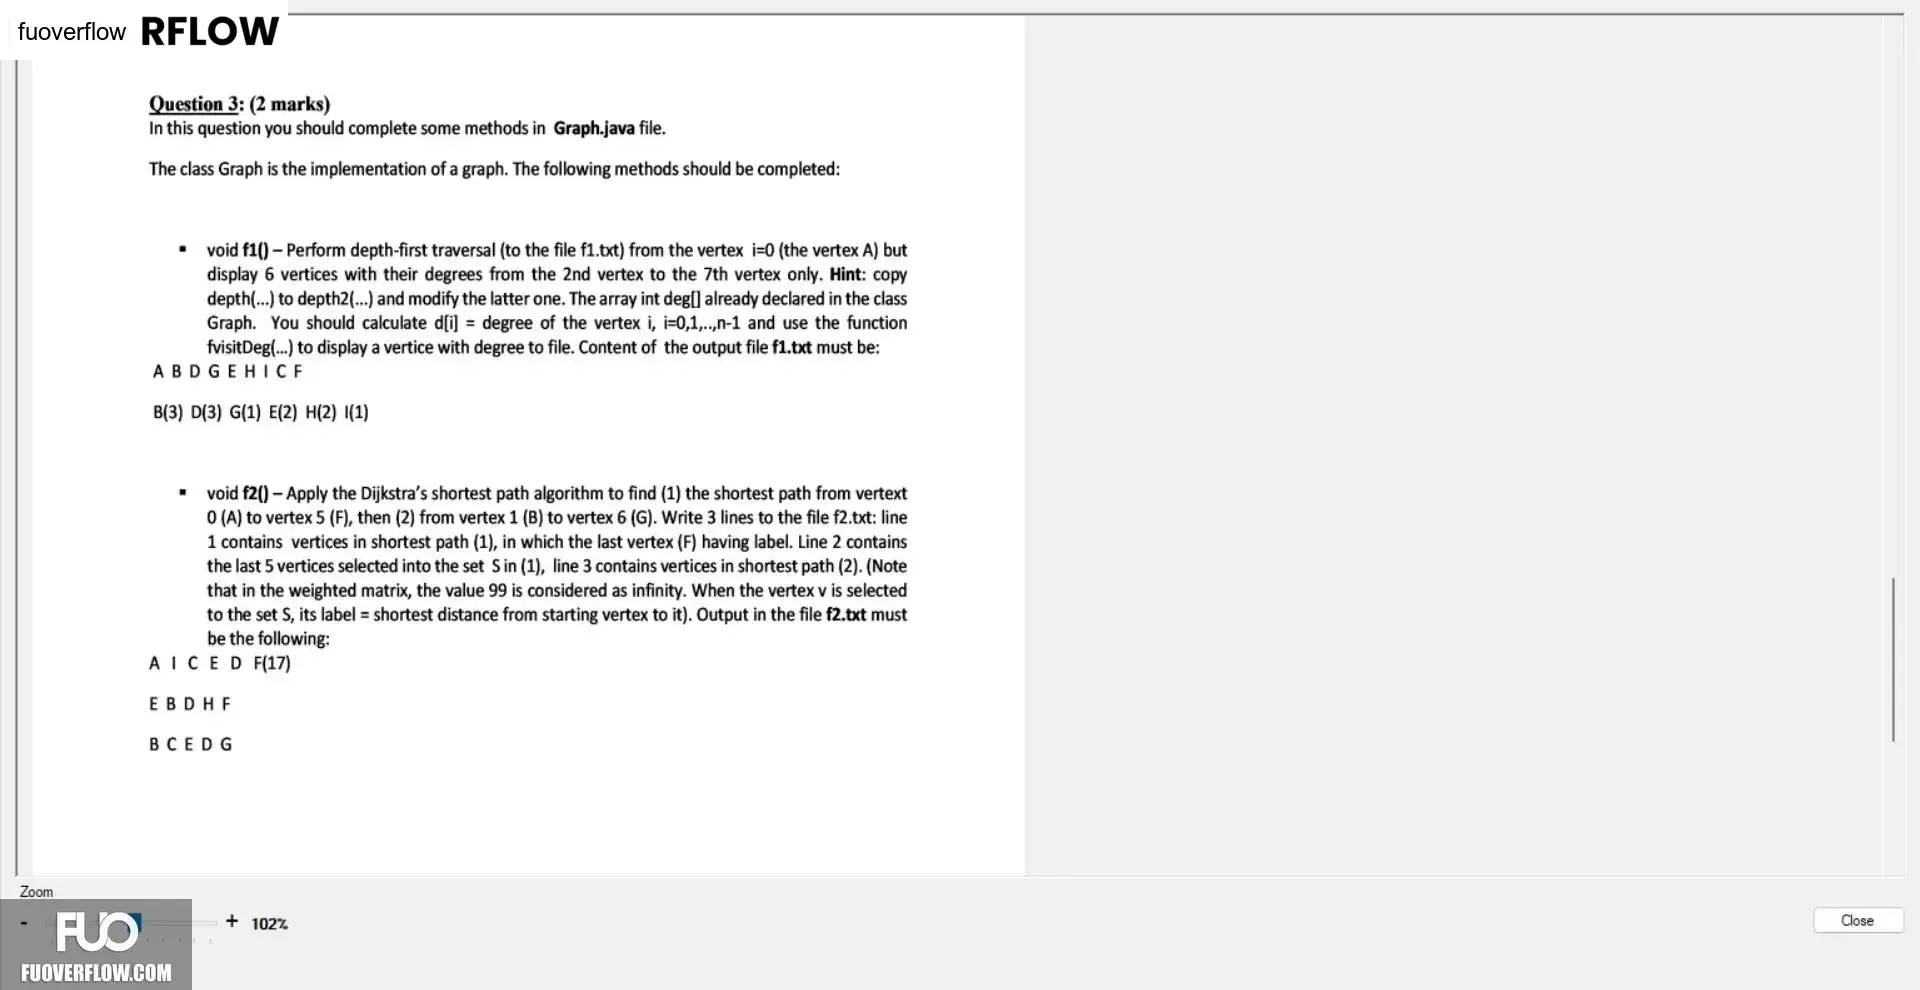 fuoverflow RFLOW
Question 3: (2 marks)
In this question you should complete some methods in Graph.java file.
The class Graph is the implementation of a graph. The following methods should be completed:
▪ void f1() – Perform depth-first traversal (to the file f1.txt) from the vertex i=0 (the vertex A) but
display 6 vertices with their degrees from the 2nd vertex to the 7th vertex only. Hint: copy
depth(...) to depth2(...) and modify the latter one. The array int deg[] already declared in the class
Graph. You should calculate d[i] = degree of the vertex i, i=0,1,..,n-1 and use the function
fvisitDeg(...) to display a vertice with degree to file. Content of the output file f1.txt must be:
A B D G E H I C F
B(3) D(3) G(1) E(2) H(2) I(1)
▪ void f2() – Apply the Dijkstra's shortest path algorithm to find (1) the shortest path from vertext
0 (A) to vertex 5 (F), then (2) from vertex 1 (B) to vertex 6 (G). Write 3 lines to the file f2.txt: line
1 contains vertices in shortest path (1), in which the last vertex (F) having label. Line 2 contains
the last 5 vertices selected into the set S in (1), line 3 contains vertices in shortest path (2). (Note
that in the weighted matrix, the value 99 is considered as infinity. When the vertex v is selected
to the set S, its label = shortest distance from starting vertex to it). Output in the file f2.txt must
be the following:
A I C E D F(17)
E B D H F
B C E D G
Zoom
- + 102%
Close
FUO
FUOVERFLOW.COM